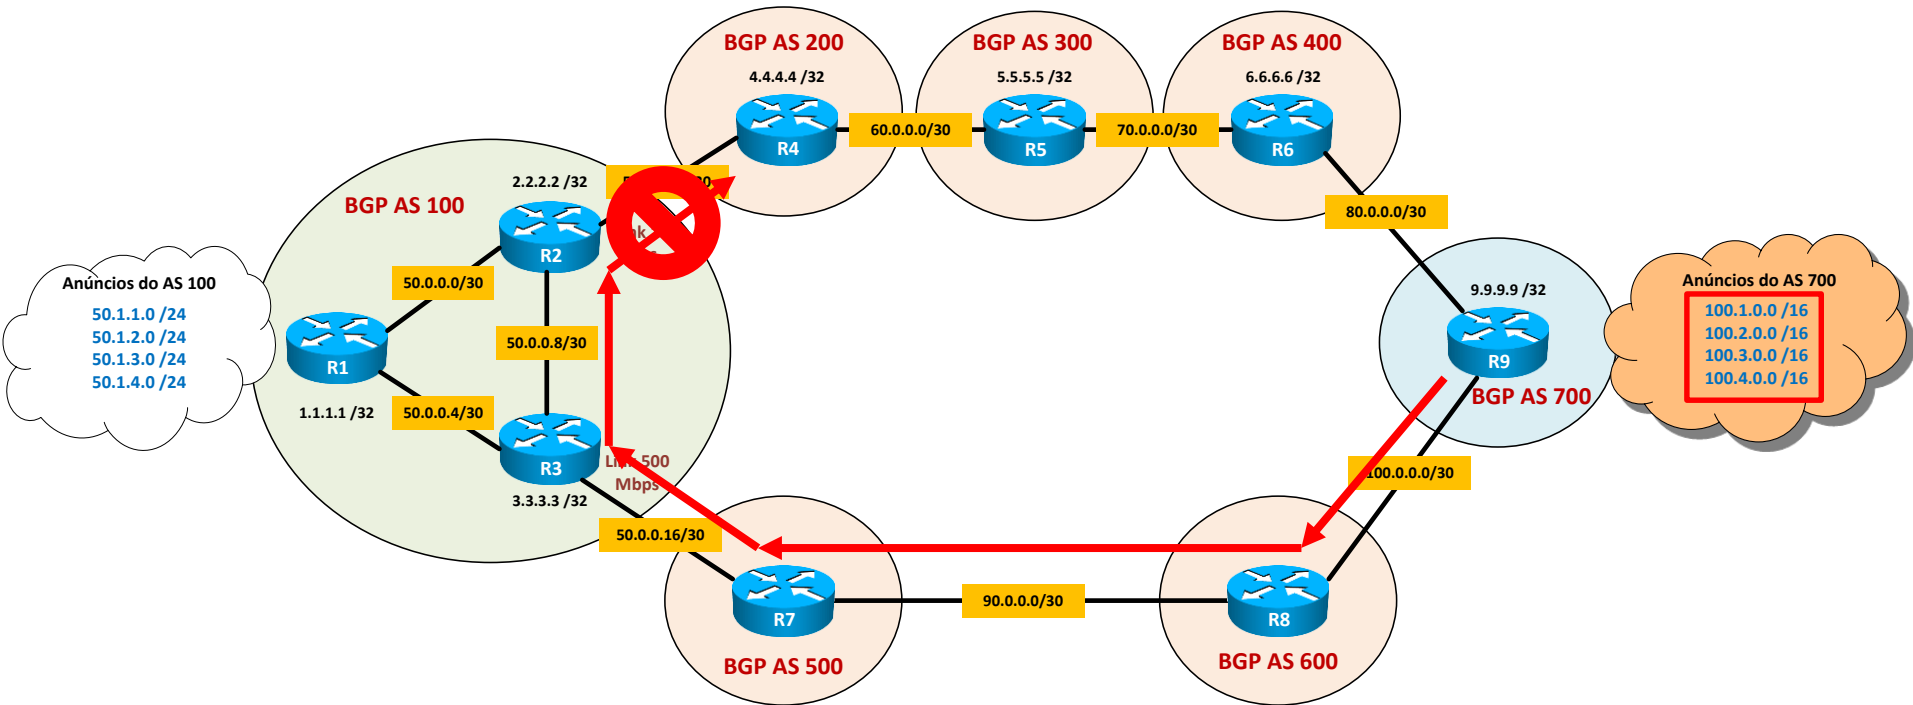 BGP AS 200
4.4.4.4 /32
R4
60.0.0.0/30
BGP AS 300
5.5.5.5 /32
R5
70.0.0.0/30
BGP AS 400
6.6.6.6 /32
R6
80.0.0.0/30
BGP AS 100
2.2.2.2 /32
R2
50.0.0.0/30
50.0.0.8/30
R1
1.1.1.1 /32
50.0.0.4/30
R3
3.3.3.3 /32
500
Mbps
50.0.0.16/30
Anúncios do AS 100
50.1.1.0 /24
50.1.2.0 /24
50.1.3.0 /24
50.1.4.0 /24
9.9.9.9 /32
R9
BGP AS 700
Anúncios do AS 700
100.1.0.0 /16
100.2.0.0 /16
100.3.0.0 /16
100.4.0.0 /16
100.0.0.0/30
R7
BGP AS 500
90.0.0.0/30
R8
BGP AS 600